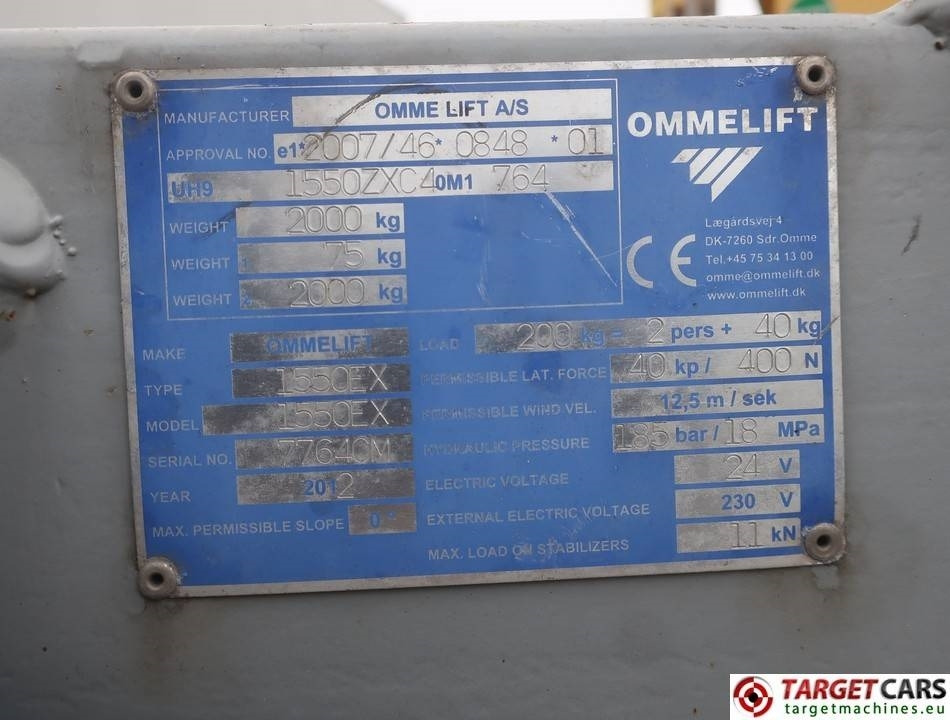 MANUFACTURER OMME LIFT A/S
APPROVAL NO. e1*2007/46*0848*01
UH9 1550ZXC40M1 764
WEIGHT 2000 kg
WEIGHT 75 kg
WEIGHT 2000 kg
OMMELIFT
CE
Lægårdsvej 4
DK-7260 Sdr.Omme
Tel.+45 75 34 13 00
omme@ommelift.dk
www.ommelift.dk
MAKE OMMELIFT
TYPE 1550EX
MODEL 1550EX
SERIAL NO. 77640M
YEAR 2012
MAX. PERMISSIBLE SLOPE 0 °
LOAD 200 kg = 2 pers + 40 kg
PERMISSIBLE LAT. FORCE 40 kp / 400 N
PERMISSIBLE WIND VEL. 12,5 m / sek
HYDRAULIC PRESSURE 185 bar / 18 MPa
ELECTRIC VOLTAGE 24 V
EXTERNAL ELECTRIC VOLTAGE 230 V
MAX. LOAD ON STABILIZERS 11 kN
TARGETCARS
targetmachines.eu